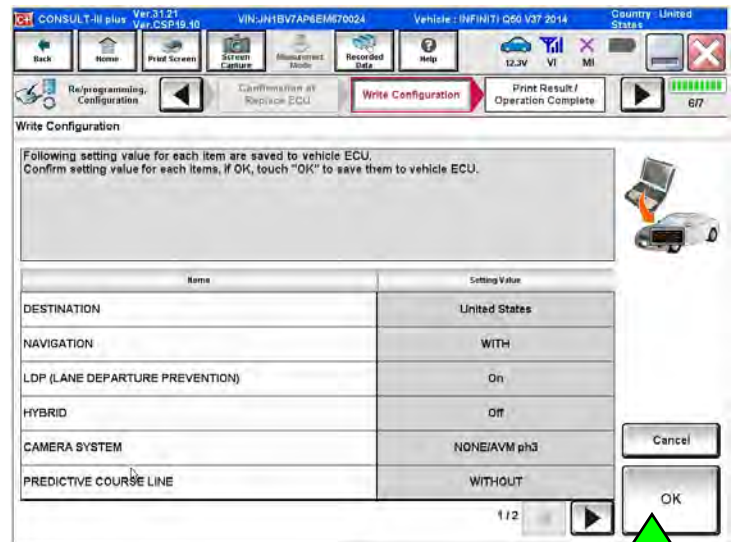 CONSULT-III plus Ver.31.21
Ver.CSP19.10
VIN:JN1BV7AP6EM670024
Vehicle : INFINITI Q50 V37 2014
Country : United States
Back
Home
Print Screen
Screen Capture
Measurement Mode
Recorded Data
Help
12.3V
VI
MI
Re/programming, Configuration
Confirmation at Replace ECU
Write Configuration
Print Result / Operation Complete
6/7
Write Configuration
Following setting value for each item are saved to vehicle ECU.
Confirm setting value for each items, if OK, touch "OK" to save them to vehicle ECU.
Name
Setting Value
DESTINATION
United States
NAVIGATION
WITH
LDP (LANE DEPARTURE PREVENTION)
On
HYBRID
Off
CAMERA SYSTEM
NONE/AVM ph3
PREDICTIVE COURSE LINE
WITHOUT
Cancel
OK
1/2